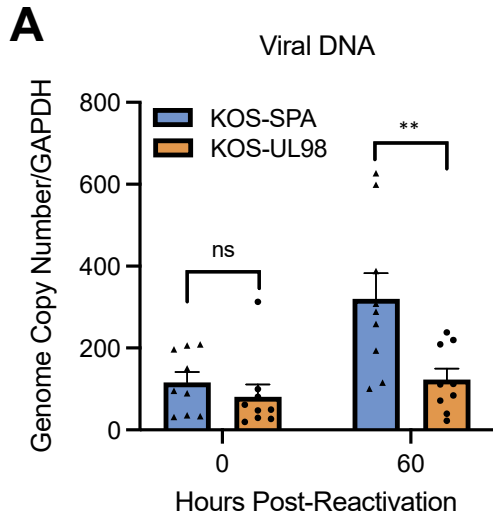 A
Viral DNA
Genome Copy Number/GAPDH
800
600
400
200
0
KOS-SPA
KOS-UL98
ns
**
0
60
Hours Post-Reactivation